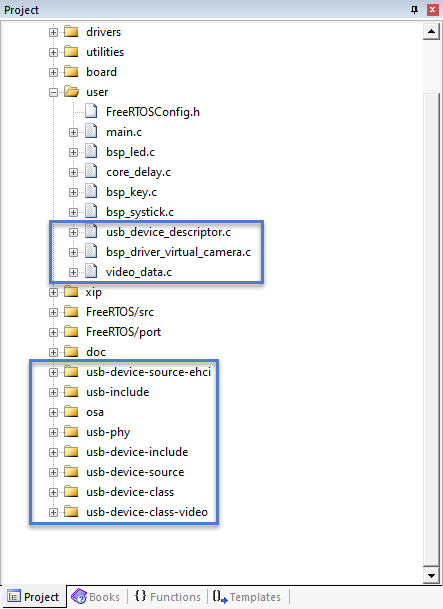 Project
drivers
utilities
board
user
FreeRTOSConfig.h
main.c
bsp_led.c
core_delay.c
bsp_key.c
bsp_systick.c
usb_device_descriptor.c
bsp_driver_virtual_camera.c
video_data.c
xip
FreeRTOS/src
FreeRTOS/port
doc
usb-device-source-ehci
usb-include
osa
usb-phy
usb-device-include
usb-device-source
usb-device-class
usb-device-class-video
Project Books {} Functions Templates